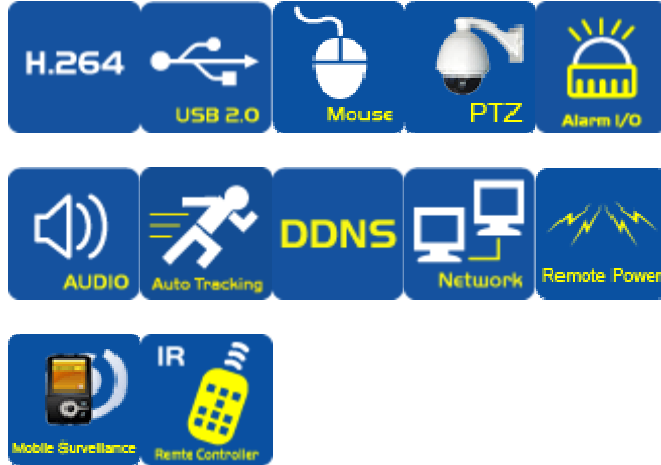 H.264
USB 2.0
Mouse
PTZ
Alarm I/O
AUDIO
Auto Tracking
DDNS
Network
Remote Power
Mobile Surveillance
IR
Remte Controller